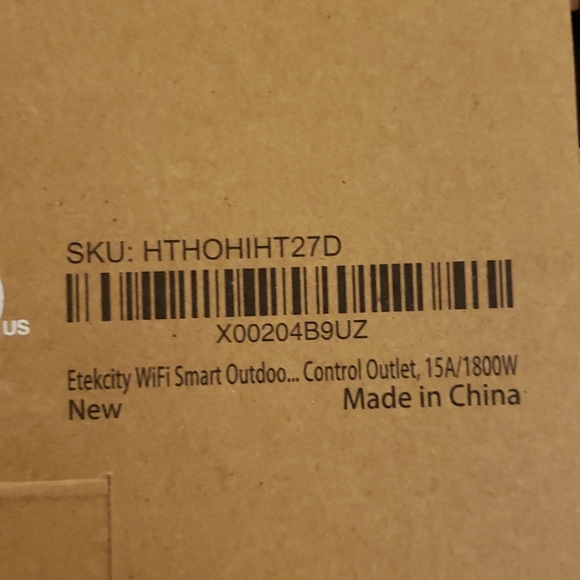 SKU: HTHOHIHT27D
X00204B9UZ
US
Etekcity WiFi Smart Outdoo... Control Outlet, 15A/1800W
New
Made in China